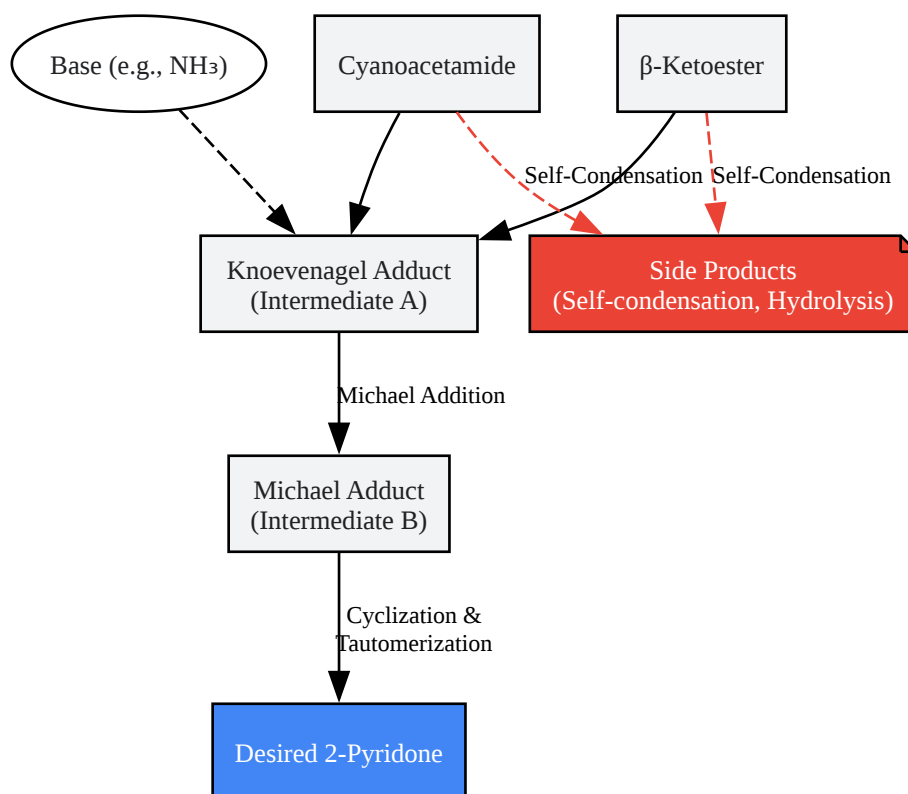 Base (e.g., NH₃)
Cyanoacetamide
β-Ketoester
Self-Condensation
Self-Condensation
Knoevenagel Adduct
(Intermediate A)
Side Products
(Self-condensation, Hydrolysis)
Michael Addition
Michael Adduct
(Intermediate B)
Cyclization &
Tautomerization
Desired 2-Pyridone